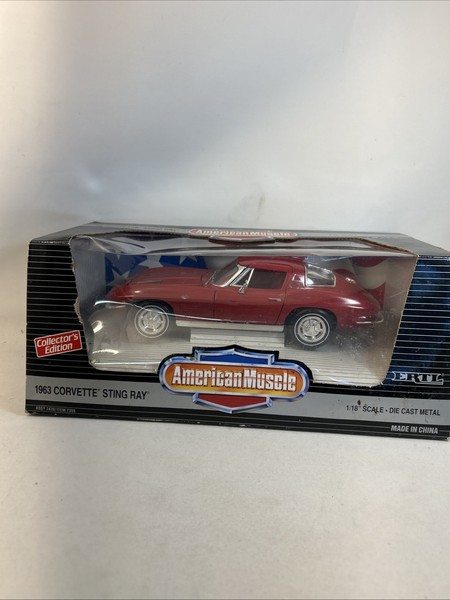 American Muscle
Collector's
Edition
American Muscle
ERTL
1963 CORVETTE STING RAY
1/18 SCALE • DIE CAST METAL
MADE IN CHINA